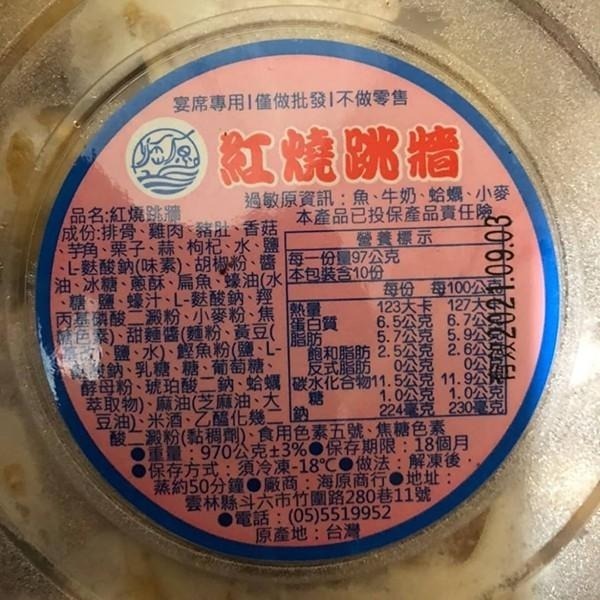 宴席專用|僅做批發|不做零售
紅燒跳牆
過敏原資訊：魚、牛奶、蛤蠣、小麥
本產品已投保產品責任險
品名:紅燒跳牆
成份:排骨、雞肉、豬肚、香菇
芋角、栗子、蒜、枸杞、水、鹽
、L-麩酸鈉(味素)、胡椒粉、醬
油、冰糖、蔥酥、扁魚、蠔油(水
、糖、鹽、蠔汁、L-麩酸鈉、羥
丙基磷酸二澱粉、小麥粉、焦
糖色素)、甜麵醬(麵粉、黃豆(
鹽、水)、鰹魚粉(鹽、L-
麩酸鈉、乳糖、糖、葡萄糖、
酵母粉、琥珀酸二鈉、蛤蠣
萃取物)、麻油(芝麻油、大
豆油)、米酒、乙醯化幾二
酸二澱粉(黏稠劑)、食用色素五號、焦糖色素
營養標示
每一份量97公克
本包裝含10份
每份 每100公克
熱量 123大卡 127大卡
蛋白質 6.5公克 6.7公克
脂肪 5.7公克 5.9公克
飽和脂肪 2.5公克 2.6公克
反式脂肪 0公克 0公克
碳水化合物 11.5公克 11.9公克
糖 1.0公克 1.0公克
鈉 224毫克 230毫克
有效2021.09.03
●重量：970公克±3%●保存期限：18個月
●保存方式：須冷凍-18℃●做法：解凍後，
蒸約50分鐘●廠商：海原商行●地址：
雲林縣斗六市竹圍路280巷11號
●電話：(05)5519952
原產地：台灣